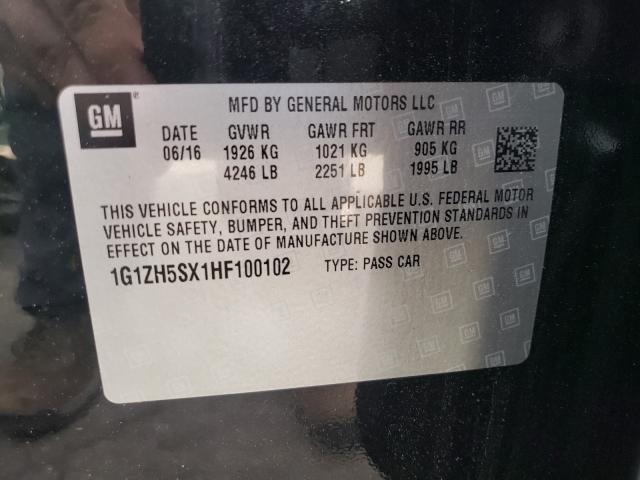 GM ®
MFD BY GENERAL MOTORS LLC
DATE GVWR GAWR FRT GAWR RR
06/16 1926 KG 1021 KG 905 KG
4246 LB 2251 LB 1995 LB
THIS VEHICLE CONFORMS TO ALL APPLICABLE U.S. FEDERAL MOTOR
VEHICLE SAFETY, BUMPER, AND THEFT PREVENTION STANDARDS IN
EFFECT ON THE DATE OF MANUFACTURE SHOWN ABOVE.
1G1ZH5SX1HF100102 TYPE: PASS CAR